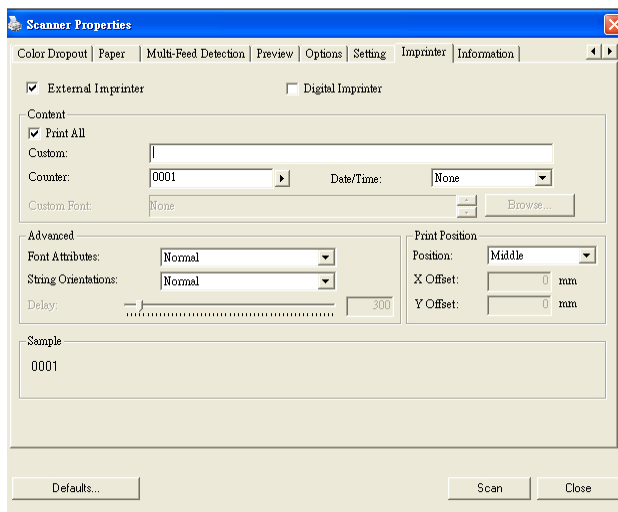 Scanner Properties
Color Dropout Paper Multi-Feed Detection Preview Options Setting Imprinter Information
External Imprinter Digital Imprinter
Content
Print All
Custom:
Counter: 0001 Date/Time: None
Custom Font: None Browse...
Advanced Print Position
Font Attributes: Normal Position: Middle
String Orientations: Normal X Offset: 0 mm
Delay: 300 Y Offset: 0 mm
Sample
0001
Defaults... Scan Close